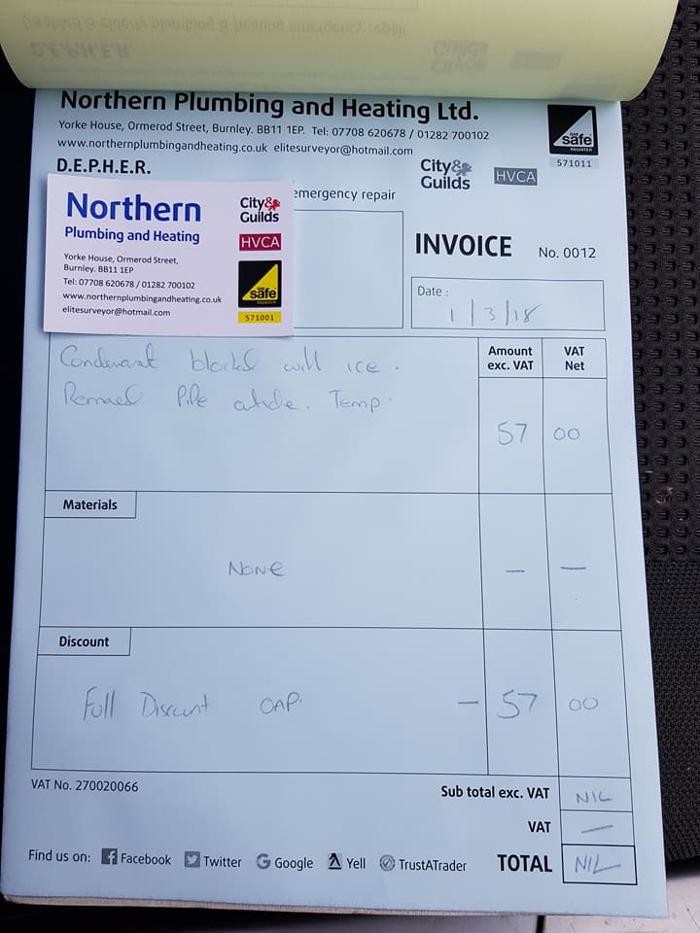 Northern Plumbing and Heating Ltd.
Yorke House, Ormerod Street, Burnley. BB11 1EP. Tel: 07708 620678 / 01282 700102
www.northernplumbingandheating.co.uk elitesurveyor@hotmail.com
D.E.P.H.E.R.
emergency repair
City& Guilds
HVCA
safe
REGISTER
571011
Northern
Plumbing and Heating
Yorke House, Ormerod Street,
Burnley. BB11 1EP
Tel: 07708 620678 / 01282 700102
www.northernplumbingandheating.co.uk
elitesurveyor@hotmail.com
City& Guilds
HVCA
safe
571001
INVOICE No. 0012
Date :
1/3/18
Amount exc. VAT
VAT Net
blocked with ice.
Pipe Temp.
57 00
Materials
NONE — —
Discount
Full Discount OAP. — 57 00
VAT No. 270020066
Sub total exc. VAT NIL
VAT —
TOTAL NIL
Find us on: Facebook Twitter Google Yell TrustATrader